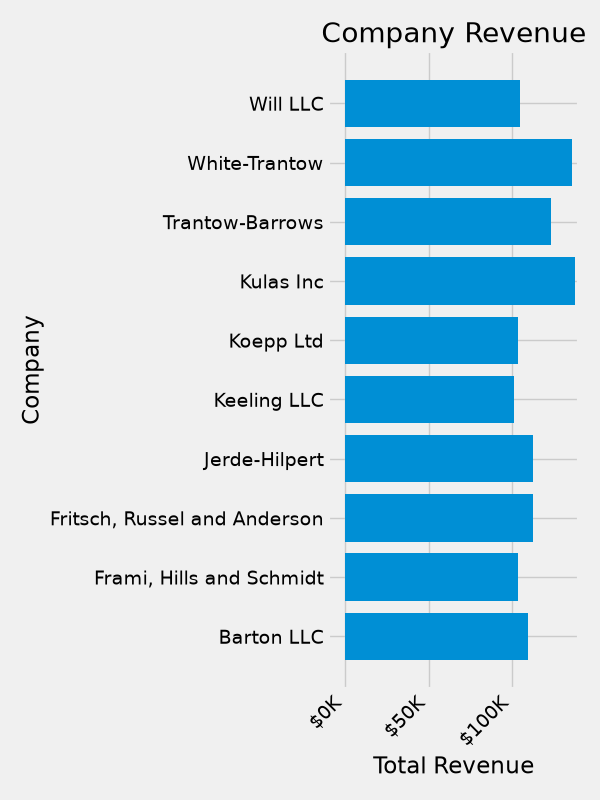 Company Revenue
Will LLC
White-Trantow
Trantow-Barrows
Kulas Inc
Koepp Ltd
Keeling LLC
Jerde-Hilpert
Fritsch, Russel and Anderson
Frami, Hills and Schmidt
Barton LLC
Company
$0K
$50K
$100K
Total Revenue